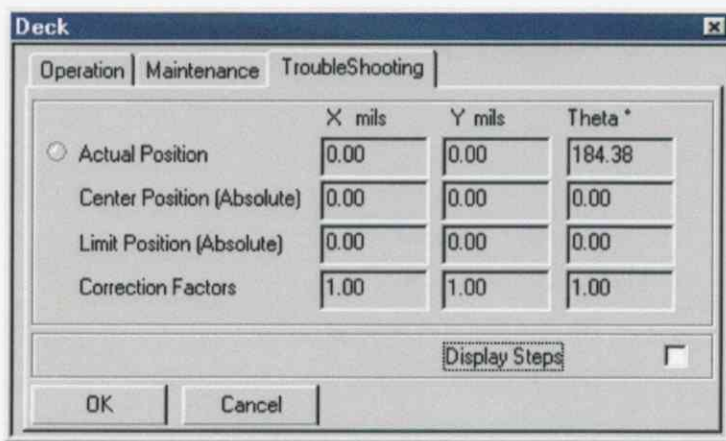 Deck
Operation Maintenance TroubleShooting
X mils Y mils Theta *
Actual Position 0.00 0.00 184.38
Center Position (Absolute) 0.00 0.00 0.00
Limit Position (Absolute) 0.00 0.00 0.00
Correction Factors 1.00 1.00 1.00
Display Steps
OK Cancel